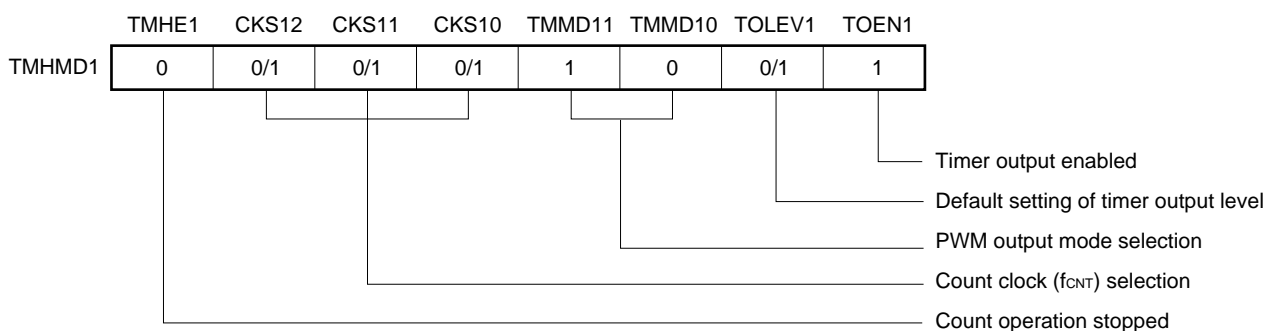 TMHE1 CKS12 CKS11 CKS10 TMMD11 TMMD10 TOLEV1 TOEN1
TMHMD1 0 0/1 0/1 0/1 1 0 0/1 1
Timer output enabled
Default setting of timer output level
PWM output mode selection
Count clock (fCNT) selection
Count operation stopped